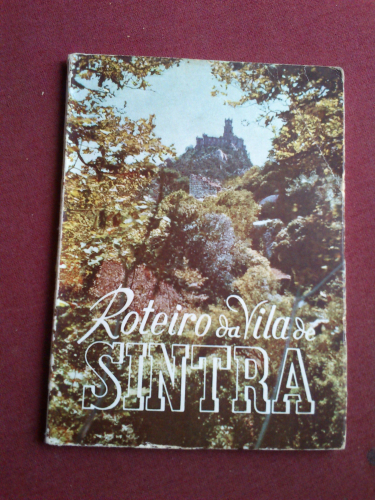 Roteiro da Vila de
SINTRA